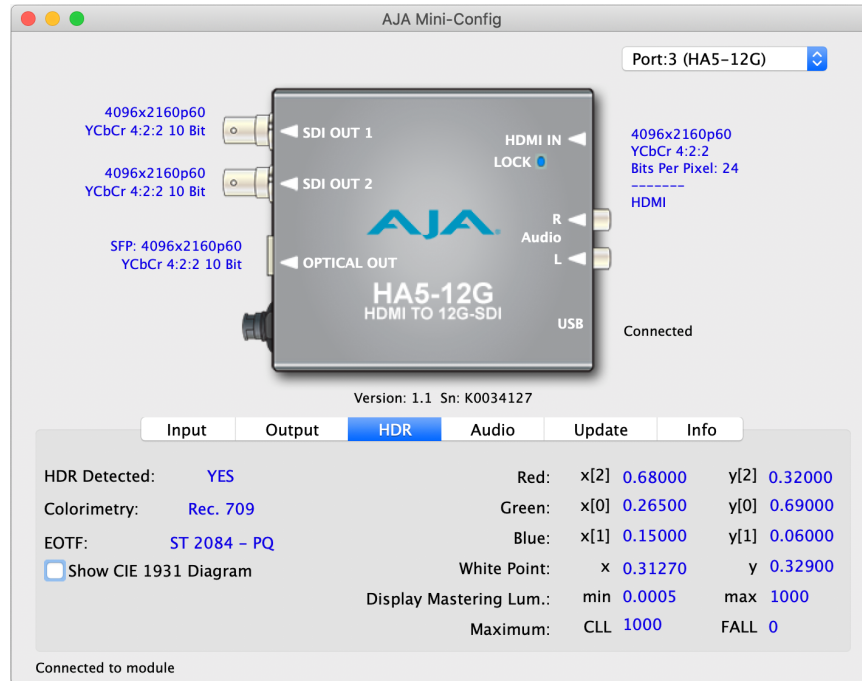 AJA Mini-Config
Port:3 (HA5-12G)
4096x2160p60
YCbCr 4:2:2 10 Bit
SDI OUT 1
4096x2160p60
YCbCr 4:2:2 10 Bit
SDI OUT 2
SFP: 4096x2160p60
YCbCr 4:2:2 10 Bit
OPTICAL OUT
HDMI IN
LOCK
4096x2160p60
YCbCr 4:2:2
Bits Per Pixel: 24
-------
HDMI
AJA
R
Audio
L
HA5-12G
HDMI TO 12G-SDI
USB
Connected
Version: 1.1 Sn: K0034127
Input Output HDR Audio Update Info
HDR Detected: YES
Colorimetry: Rec. 709
EOTF: ST 2084 - PQ
Show CIE 1931 Diagram
Red: x[2] 0.68000 y[2] 0.32000
Green: x[0] 0.26500 y[0] 0.69000
Blue: x[1] 0.15000 y[1] 0.06000
White Point: x 0.31270 y 0.32900
Display Mastering Lum.: min 0.0005 max 1000
Maximum: CLL 1000 FALL 0
Connected to module